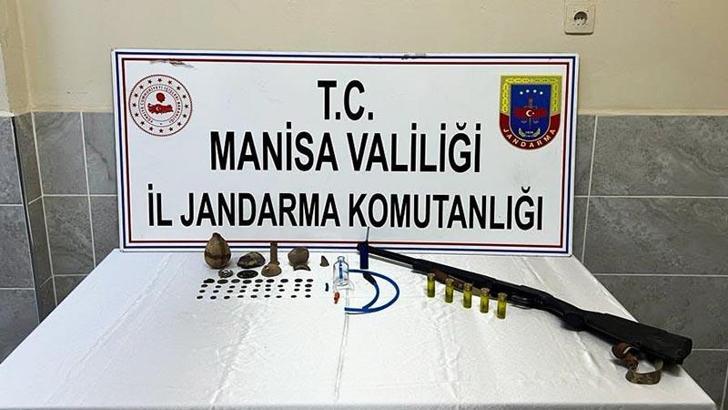 T.C.
MANİSA VALİLİĞİ
İL JANDARMA KOMUTANLIĞI
JANDARMA